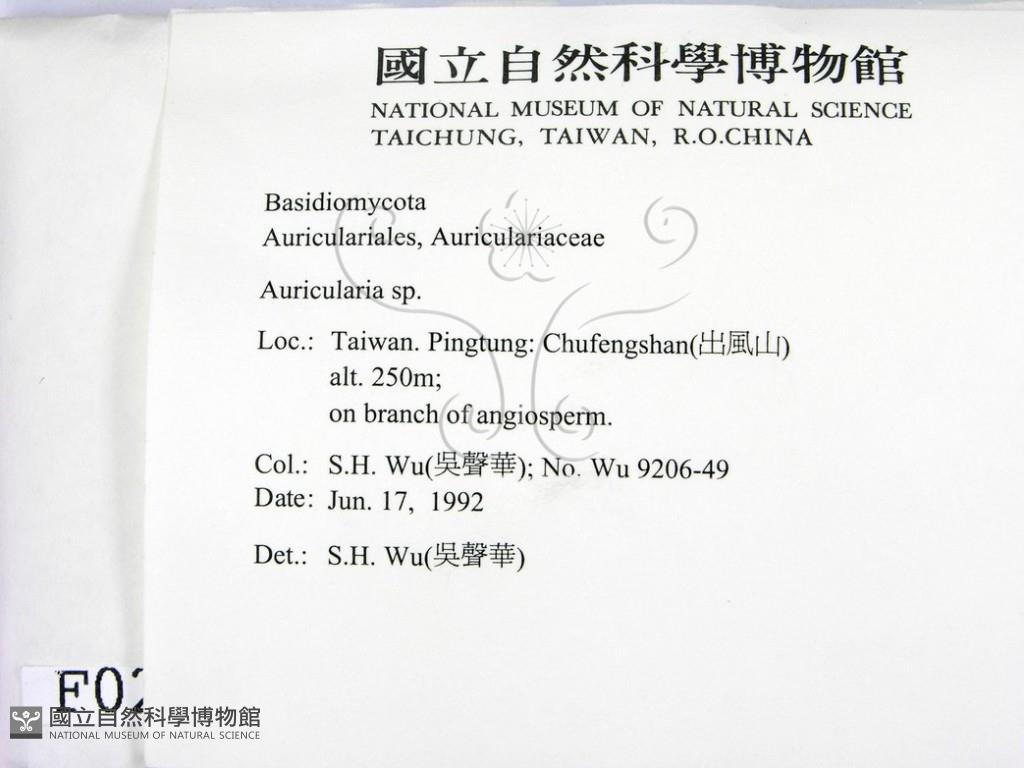 國立自然科學博物館
NATIONAL MUSEUM OF NATURAL SCIENCE
TAICHUNG, TAIWAN, R.O.CHINA
Basidiomycota
Auriculariales, Auriculariaceae
Auricularia sp.
Loc.: Taiwan. Pingtung: Chufengshan(出風山)
alt. 250m;
on branch of angiosperm.
Col.: S.H. Wu(吳聲華); No. Wu 9206-49
Date: Jun. 17, 1992
Det.: S.H. Wu(吳聲華)
F02
國立自然科學博物館
NATIONAL MUSEUM OF NATURAL SCIENCE